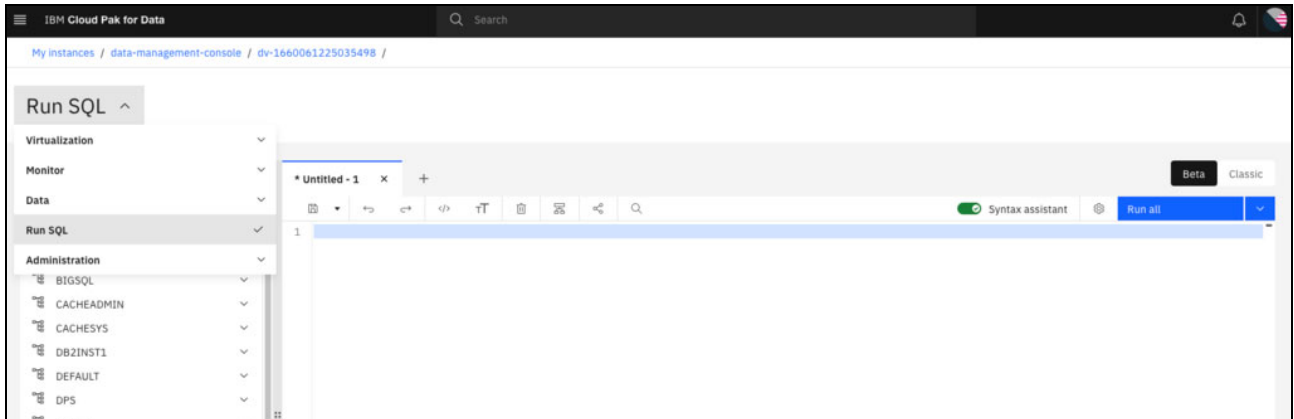 IBM Cloud Pak for Data
Search
My instances / data-management-console / dv-1660061225035498 /
Run SQL
Virtualization
Monitor
Data
Run SQL
Administration
BIGSQL
CACHEADMIN
CACHESYS
DB2INST1
DEFAULT
DPS
* Untitled - 1 × +
Beta Classic
</> TT Syntax assistant Run all
1